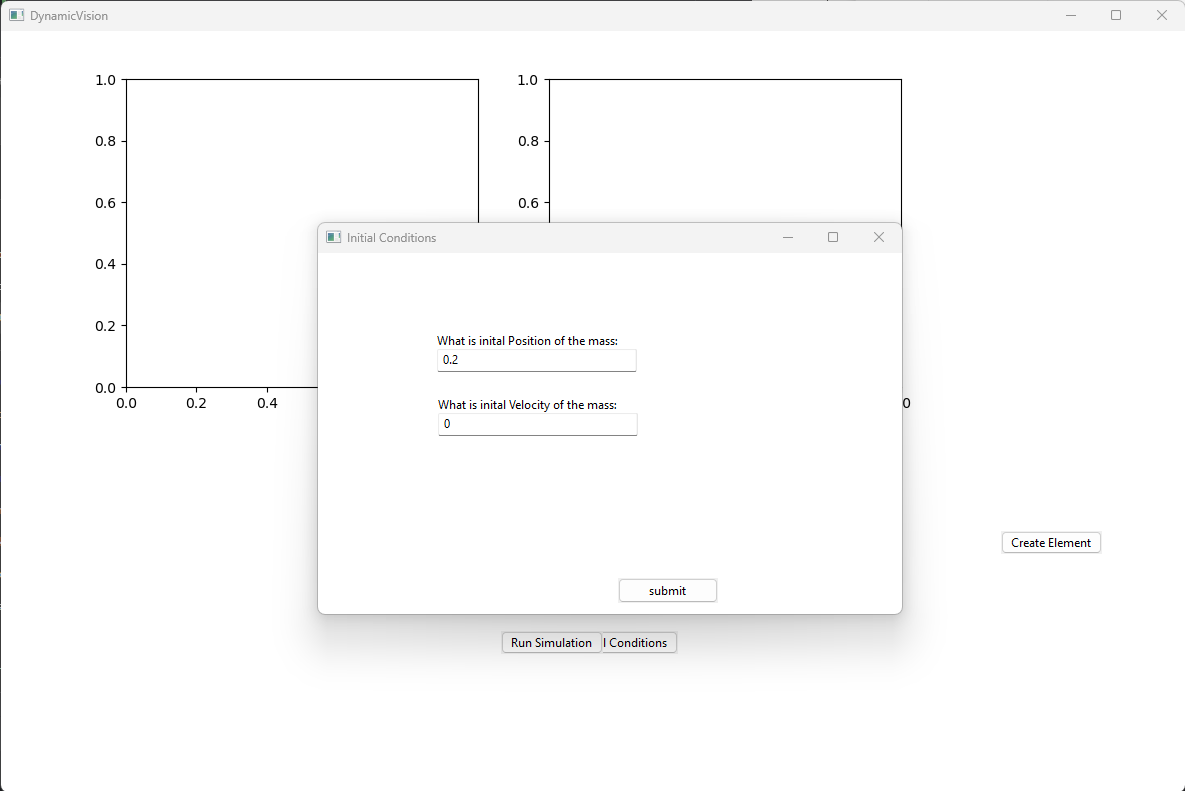 DynamicVision
1.0 1.0
0.8 0.8
0.6 0.6
Initial Conditions
0.4
0.2
What is inital Position of the mass:
0.2
0.0
0.0 0.2 0.4 0
What is inital Velocity of the mass:
0
Create Element
submit
Run Simulation l Conditions